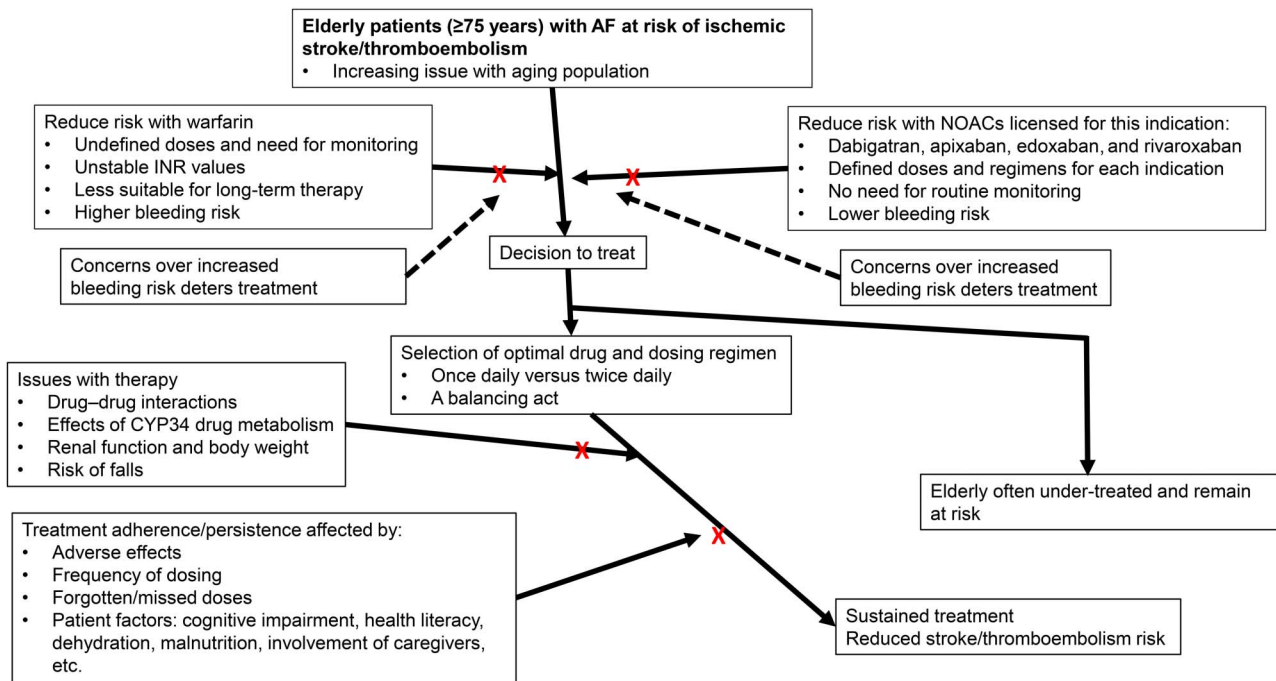 Elderly patients (≥75 years) with AF at risk of ischemic
stroke/thromboembolism
• Increasing issue with aging population
Reduce risk with warfarin
• Undefined doses and need for monitoring
• Unstable INR values
• Less suitable for long-term therapy
• Higher bleeding risk
Reduce risk with NOACs licensed for this indication:
• Dabigatran, apixaban, edoxaban, and rivaroxaban
• Defined doses and regimens for each indication
• No need for routine monitoring
• Lower bleeding risk
X
X
Concerns over increased
bleeding risk deters treatment
Decision to treat
Concerns over increased
bleeding risk deters treatment
Selection of optimal drug and dosing regimen
• Once daily versus twice daily
• A balancing act
Issues with therapy
• Drug–drug interactions
• Effects of CYP34 drug metabolism
• Renal function and body weight
• Risk of falls
X
Elderly often under-treated and remain
at risk
Treatment adherence/persistence affected by:
• Adverse effects
• Frequency of dosing
• Forgotten/missed doses
• Patient factors: cognitive impairment, health literacy,
dehydration, malnutrition, involvement of caregivers,
etc.
X
Sustained treatment
Reduced stroke/thromboembolism risk